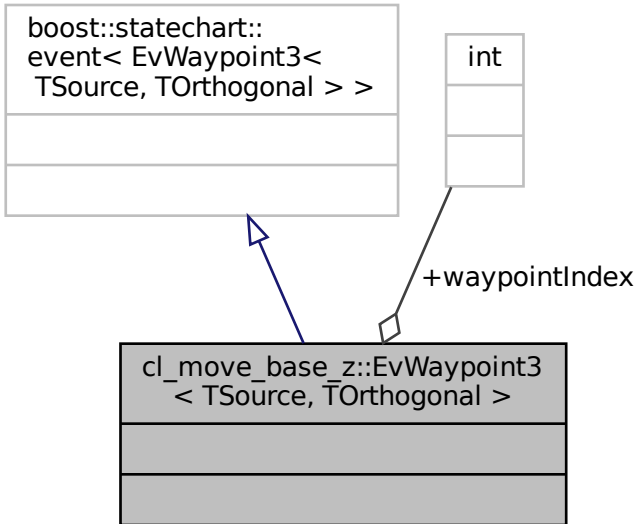 boost::statechart::
event< EvWaypoint3<
TSource, TOrthogonal > >
int
+waypointIndex
cl_move_base_z::EvWaypoint3
< TSource, TOrthogonal >